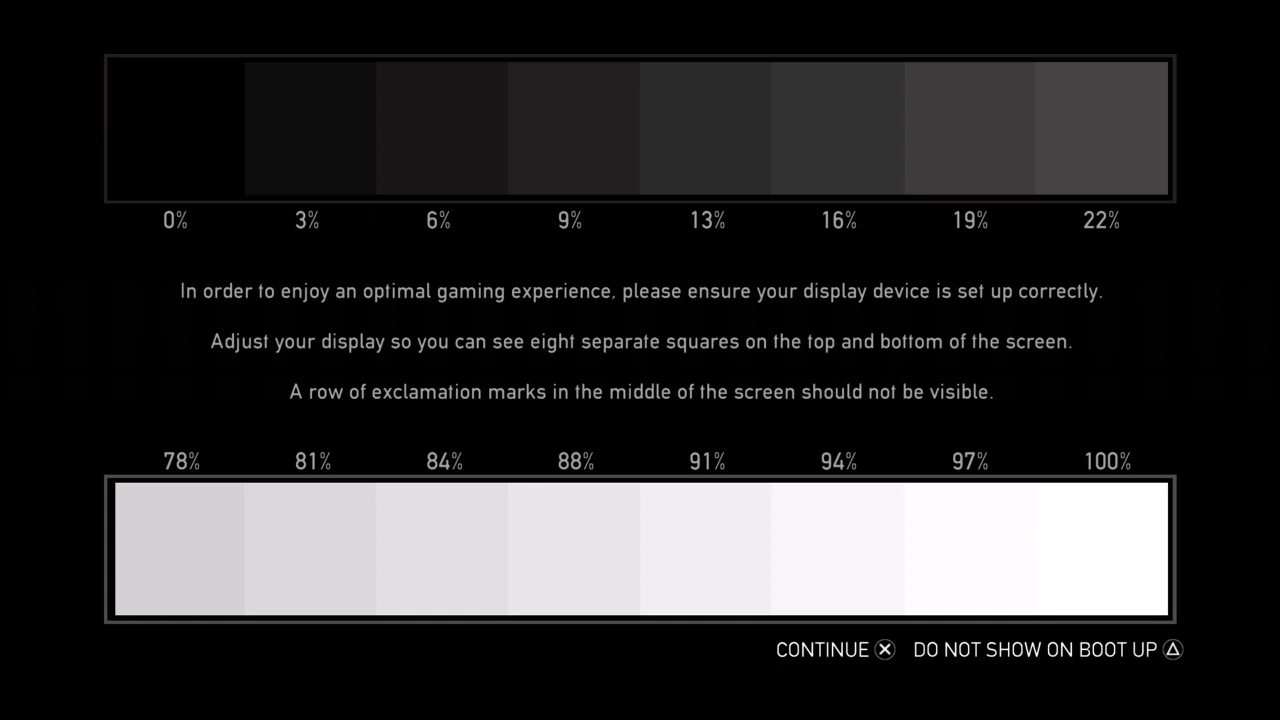 0% 3% 6% 9% 13% 16% 19% 22%
In order to enjoy an optimal gaming experience, please ensure your display device is set up correctly.
Adjust your display so you can see eight separate squares on the top and bottom of the screen.
A row of exclamation marks in the middle of the screen should not be visible.
78% 81% 84% 88% 91% 94% 97% 100%
CONTINUE DO NOT SHOW ON BOOT UP